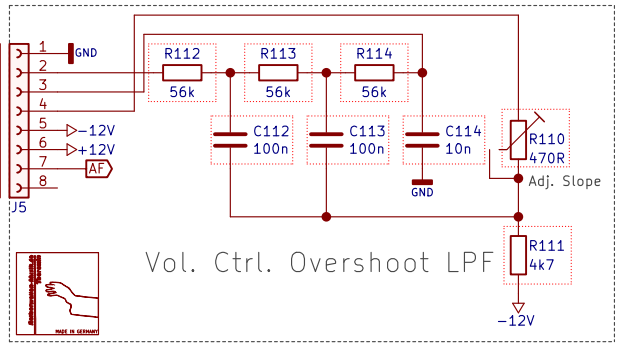 1 GND
2
3
4
5 -12V
6 +12V
7 AF
8
J5
R112
56k
R113
56k
R114
56k
C112
100n
C113
100n
C114
10n
GND
R110
470R
Adj. Slope
R111
4k7
-12V
Vol. Ctrl. Overshoot LPF
MADE IN GERMANY